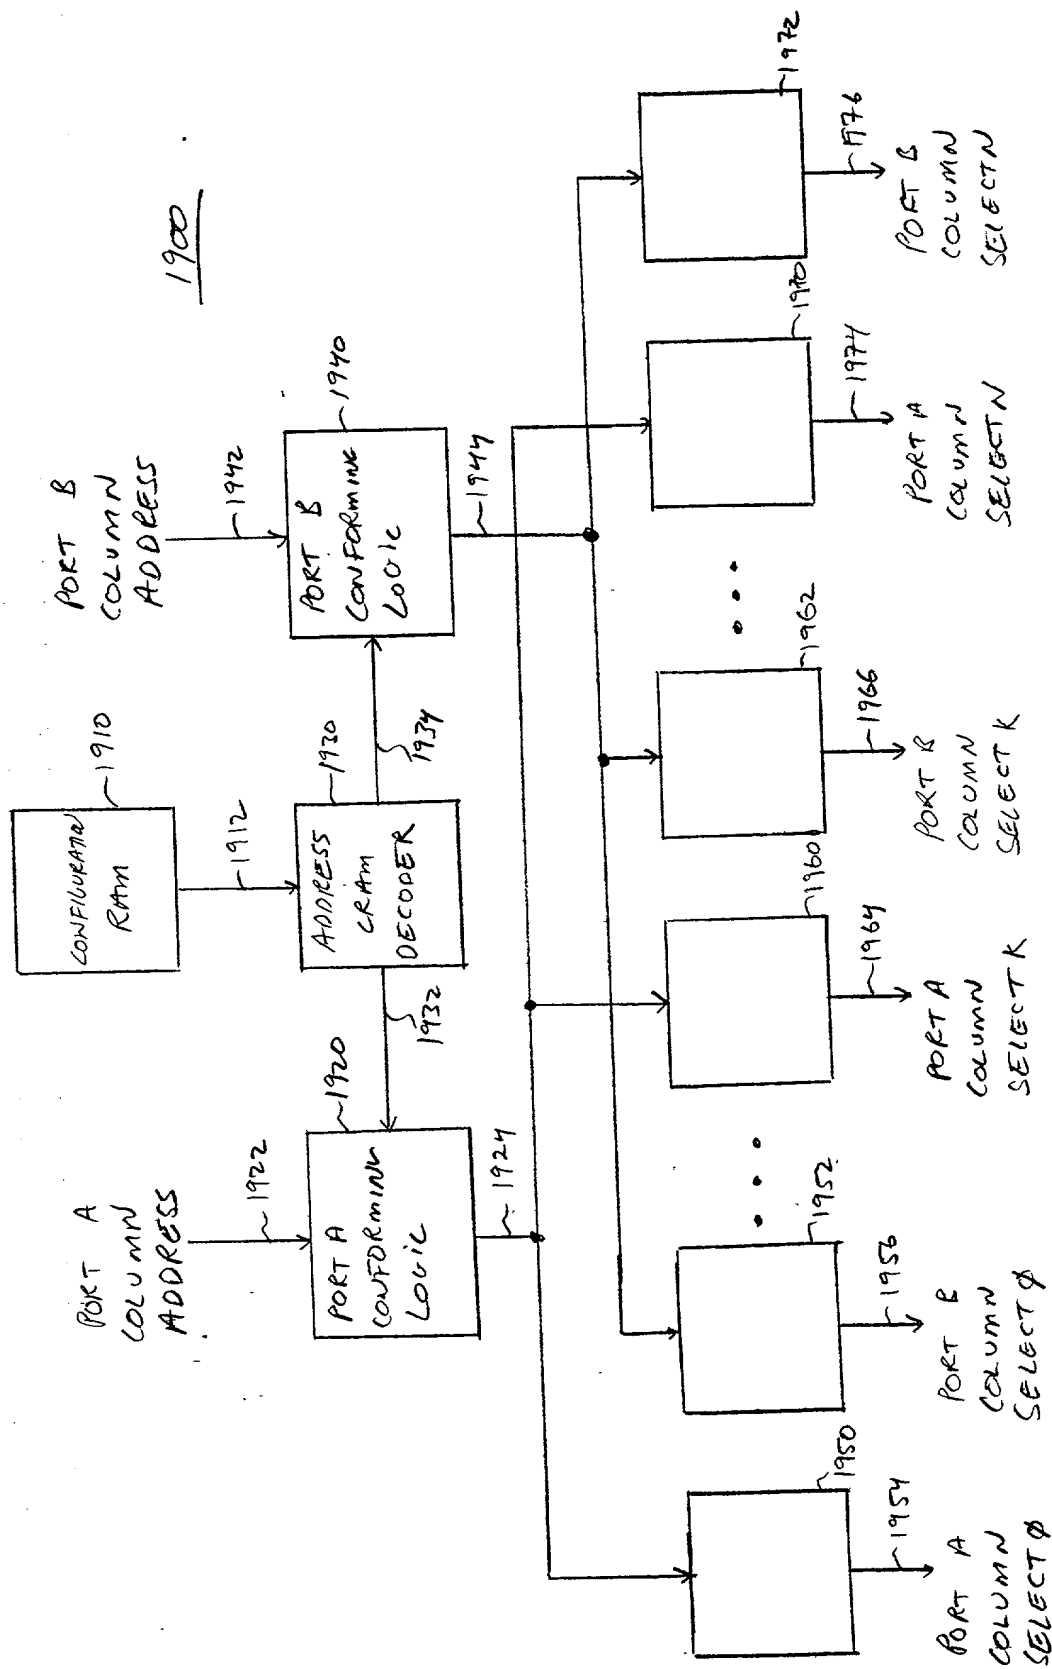 1900
CONFIGURATION
RAM
1910
1912
PORT A
COLUMN
ADDRESS
1922
PORT B
COLUMN
ADDRESS
1942
PORT A
CONFORMING
LOGIC
1920
1932
ADDRESS
CRAM
DECODER
1930
1934
PORT B
CONFORMING
LOGIC
1940
1924
1944
1950
1952
1960
1962
1970
1972
1954
1956
1964
1966
1974
1976
PORT A
COLUMN
SELECT Ø
PORT B
COLUMN
SELECT Ø
PORT A
COLUMN
SELECT K
PORT B
COLUMN
SELECT K
PORT A
COLUMN
SELECT N
PORT B
COLUMN
SELECT N